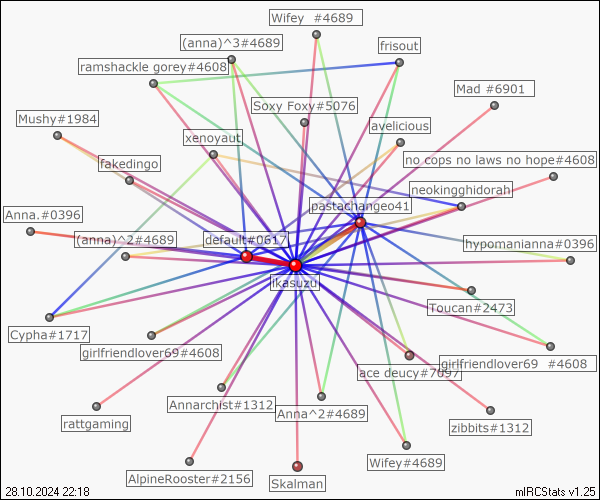 Wifey  #4689
(anna)^3#4689
frisout
ramshackle gorey#4608
Mad #6901
Soxy Foxy#5076
Mushy#1984
avelicious
xenoyaut
no cops no laws no hope#4608
fakedingo
neokingghidorah
pastachangeo41
Anna.#0396
(anna)^2#4689
default#0617
hypomanianna#0396
ikasuzu
Toucan#2473
Cypha#1717
girlfriendlover69#4608
girlfriendlover69  #4608
ace deucy#7097
Annarchist#1312
Anna^2#4689
rattgaming
zibbits#1312
Wifey#4689
AlpineRooster#2156
Skalman
28.10.2024 22:18
mIRCStats v1.25